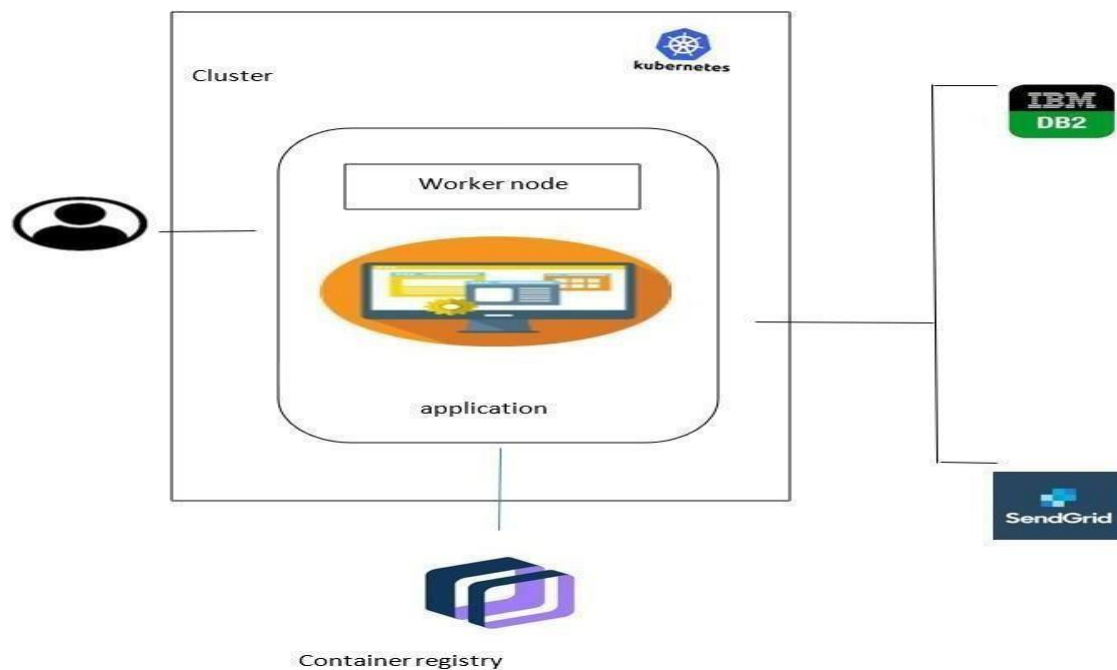 kubernetes
Cluster
IBM
DB2
Worker node
application
SendGrid
Container registry